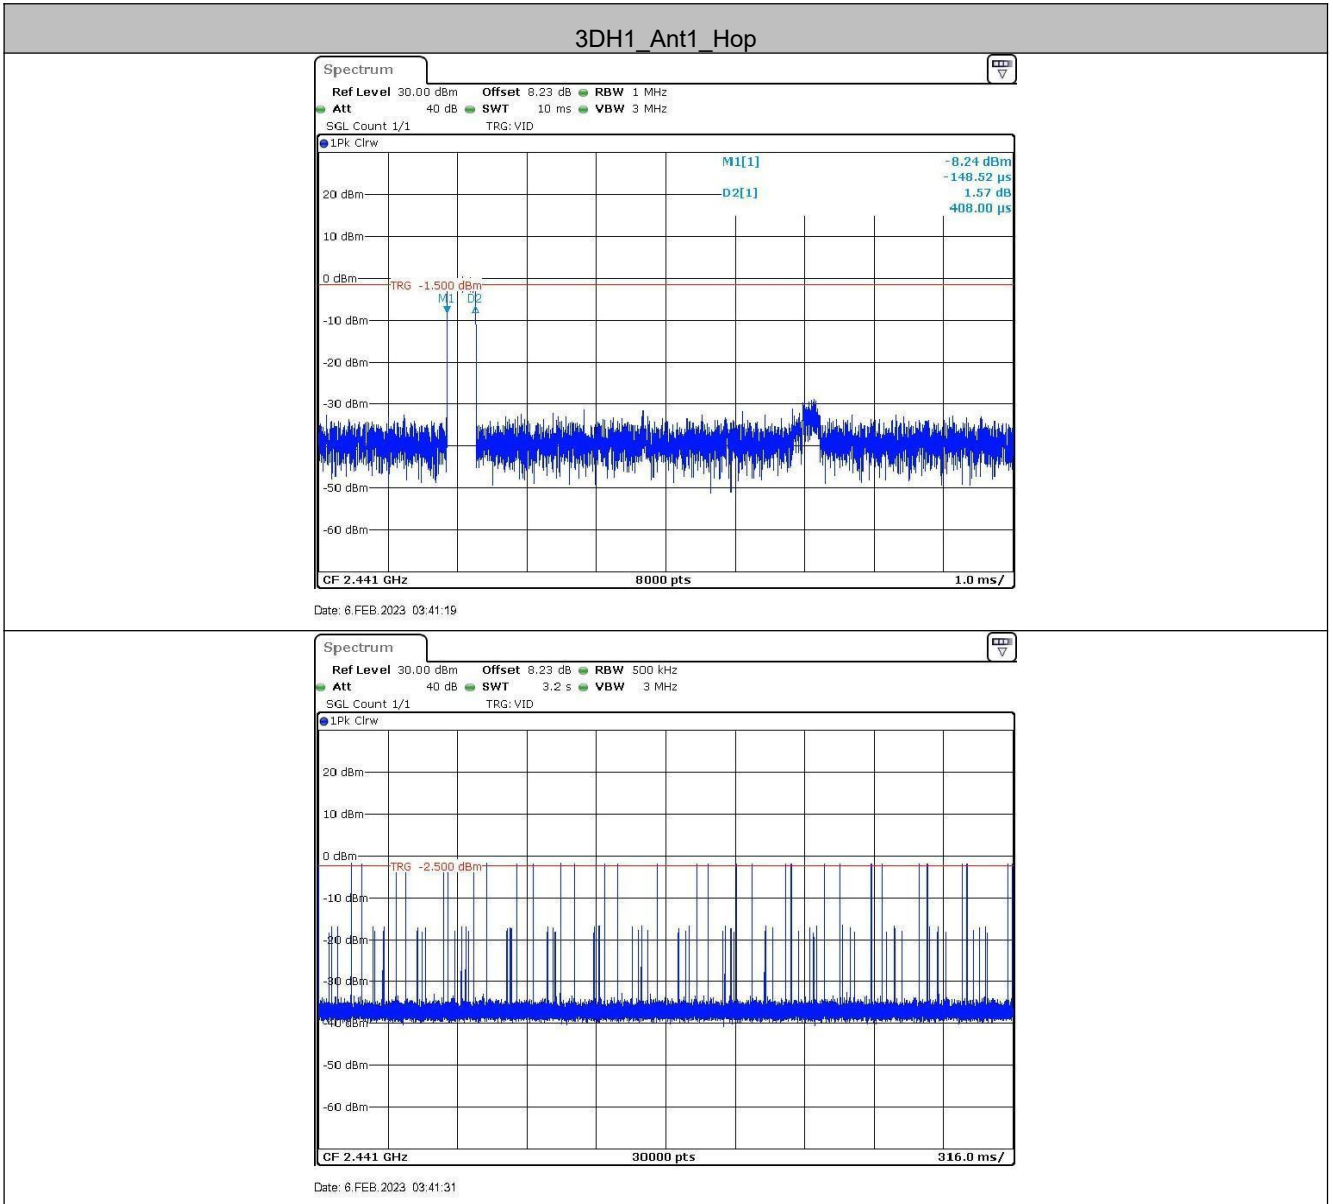 3DH1_Ant1_Hop
Spectrum
Ref Level 30.00 dBm Offset 8.23 dB RBW 1 MHz
Att 40 dB SWT 10 ms VBW 3 MHz
SGL Count 1/1 TRG: VID
1Pk Clrw
M1[1] -8.24 dBm
-148.52 µs
20 dBm D2[1] 1.57 dB
408.00 µs
10 dBm
0 dBm
TRG -1.500 dBm
M1 D2
-10 dBm
-20 dBm
-30 dBm
-50 dBm
-60 dBm
CF 2.441 GHz 8000 pts 1.0 ms/
Date: 6.FEB.2023 03:41:19
Spectrum
Ref Level 30.00 dBm Offset 8.23 dB RBW 500 kHz
Att 40 dB SWT 3.2 s VBW 3 MHz
SGL Count 1/1 TRG: VID
1Pk Clrw
20 dBm
10 dBm
0 dBm
TRG -2.500 dBm
-10 dBm
-20 dBm
-30 dBm
-40 dBm
-50 dBm
-60 dBm
CF 2.441 GHz 30000 pts 316.0 ms/
Date: 6.FEB.2023 03:41:31